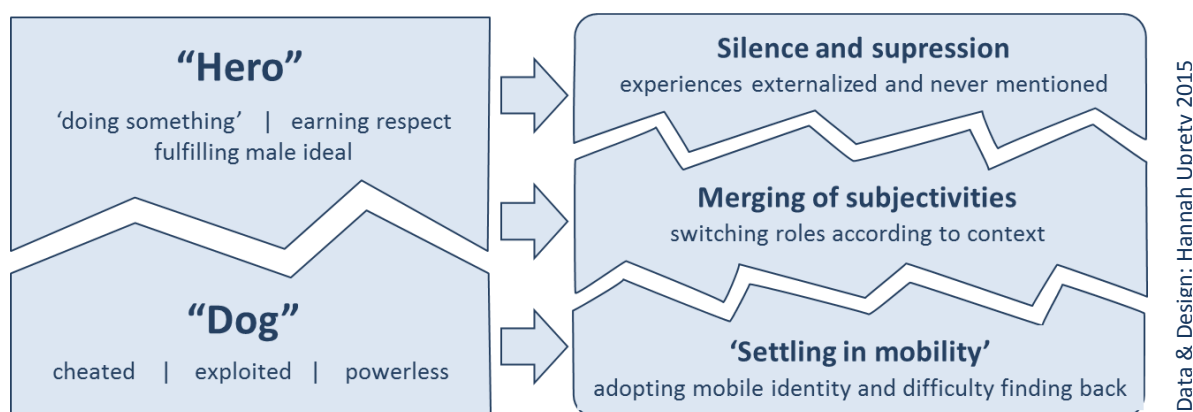 “Hero”
‘doing something’ | earning respect
fulfilling male ideal
“Dog”
cheated | exploited | powerless
Silence and supression
experiences externalized and never mentioned
Merging of subjectivities
switching roles according to context
‘Settling in mobility’
adopting mobile identity and difficulty finding back
Data & Design: Hannah Uprety 2015